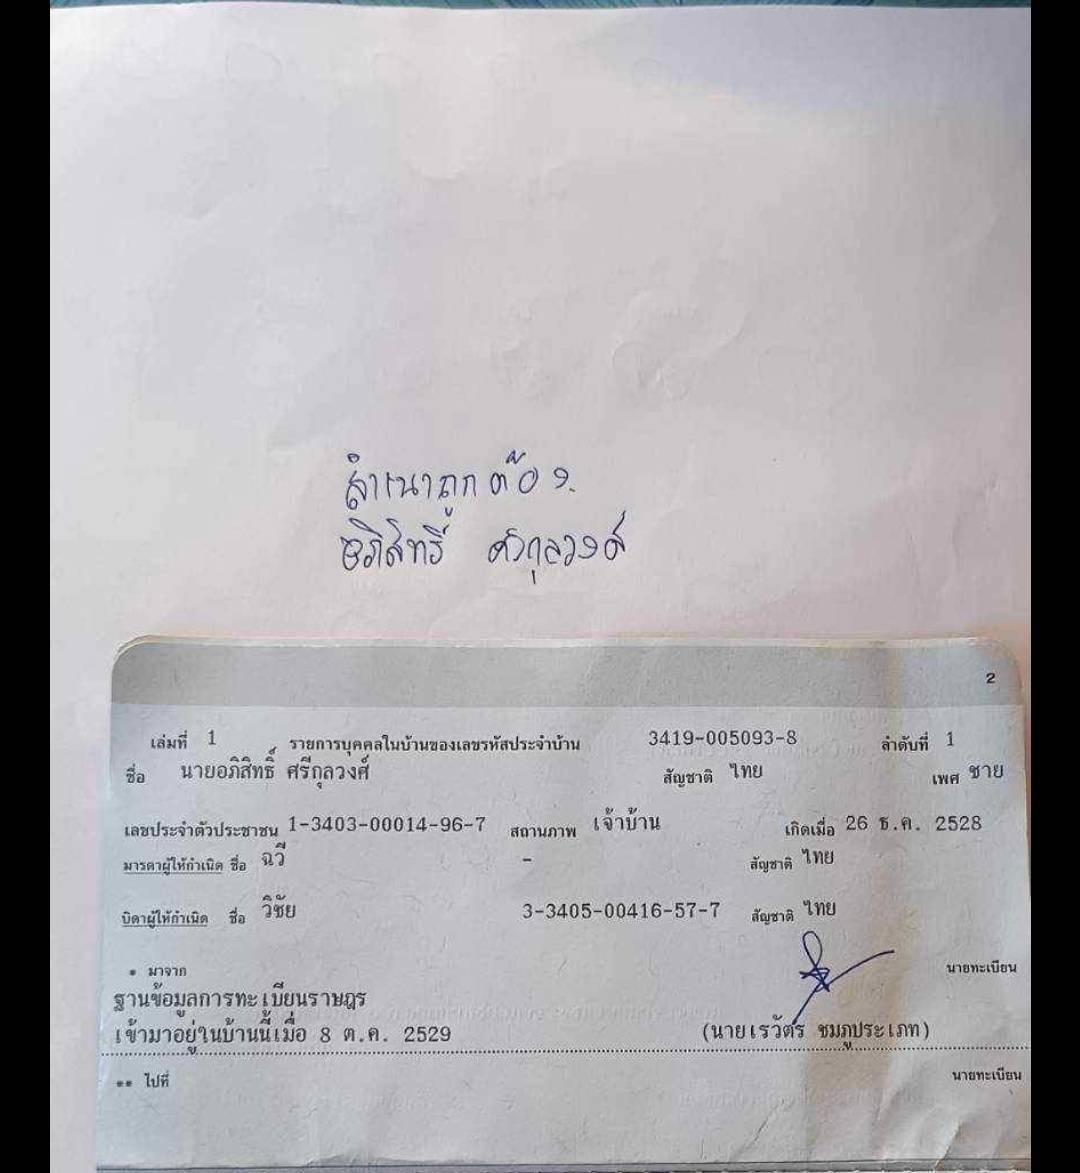 สำเนาถูกต้อง
อภิสิทธิ์ ศรีกุลวงศ์
2
เล่มที่ 1 รายการบุคคลในบ้านของเลขรหัสประจำบ้าน 3419-005093-8 ลำดับที่ 1
ชื่อ นายอภิสิทธิ์ ศรีกุลวงศ์ สัญชาติ ไทย เพศ ชาย
เลขประจำตัวประชาชน 1-3403-00014-96-7 สถานภาพ เจ้าบ้าน เกิดเมื่อ 26 ธ.ค. 2528
มารดาผู้ให้กำเนิด ชื่อ ฉวี - สัญชาติ ไทย
บิดาผู้ให้กำเนิด ชื่อ วิชัย 3-3405-00416-57-7 สัญชาติ ไทย
* มาจาก นายทะเบียน
ฐานข้อมูลการทะเบียนราษฎร
เข้ามาอยู่ในบ้านนี้เมื่อ 8 ต.ค. 2529 (นายเรวัตร ชมภูประเภท)
** ไปที่ นายทะเบียน